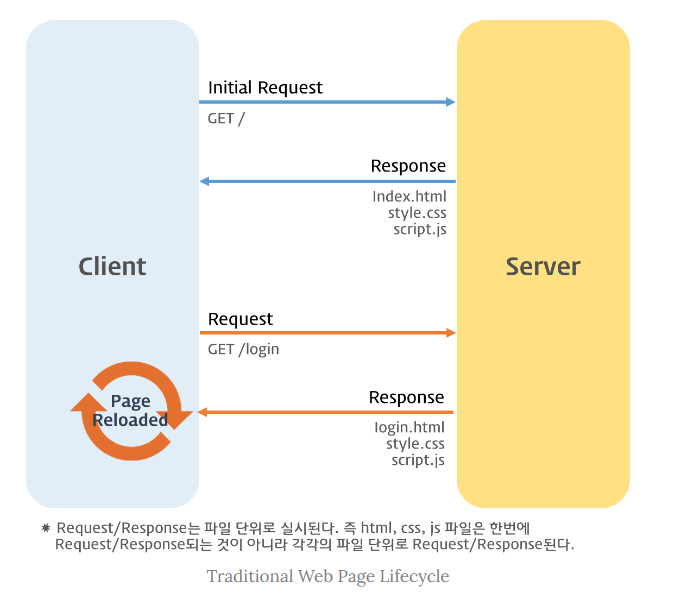 Initial Request
GET /
Response
Index.html
style.css
script.js
Client
Server
Request
GET /login
Page
Reloaded
Response
login.html
style.css
script.js
✷ Request/Response는 파일 단위로 실시된다. 즉 html, css, js 파일은 한번에
Request/Response되는 것이 아니라 각각의 파일 단위로 Request/Response된다.
Traditional Web Page Lifecycle